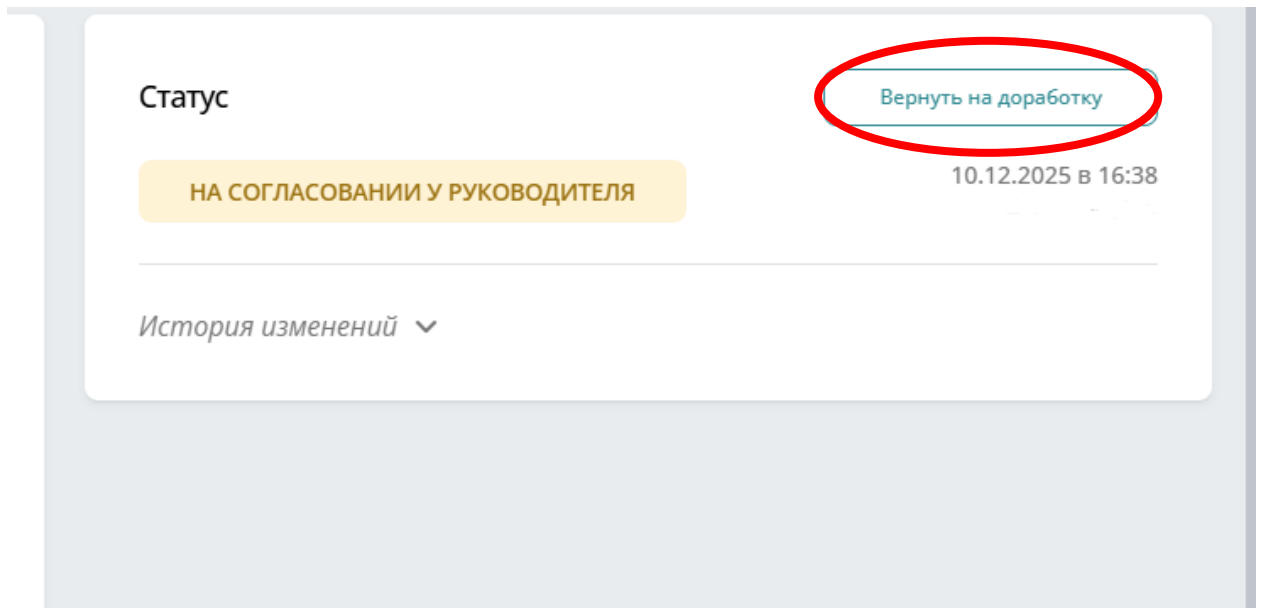 Статус
Вернуть на доработку
НА СОГЛАСОВАНИИ У РУКОВОДИТЕЛЯ
10.12.2025 в 16:38
История изменений